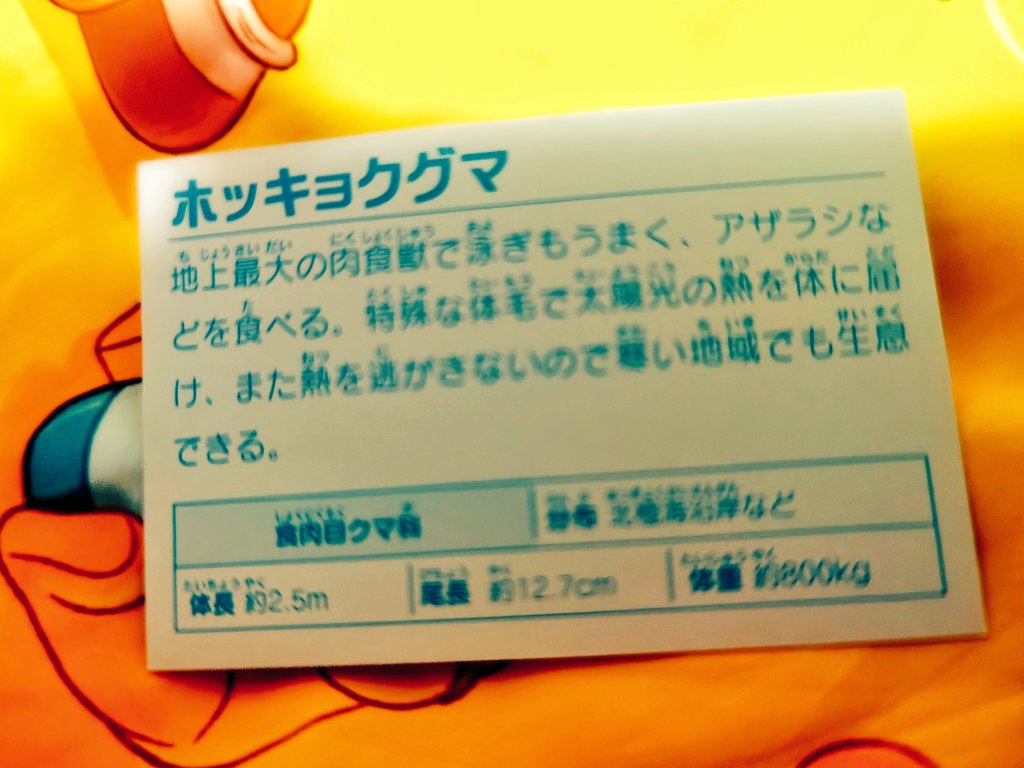 ホッキョクグマ
地上最大の肉食獣で泳ぎもうまく、アザラシな
どを食べる。特殊な体毛で太陽光の熱を体に届
け、また熱を逃がさないので寒い地域でも生息
できる。
食肉目クマ科 分布 北極海沿岸など
体長 約2.5m 尾長 約12.7cm 体重 約800kg